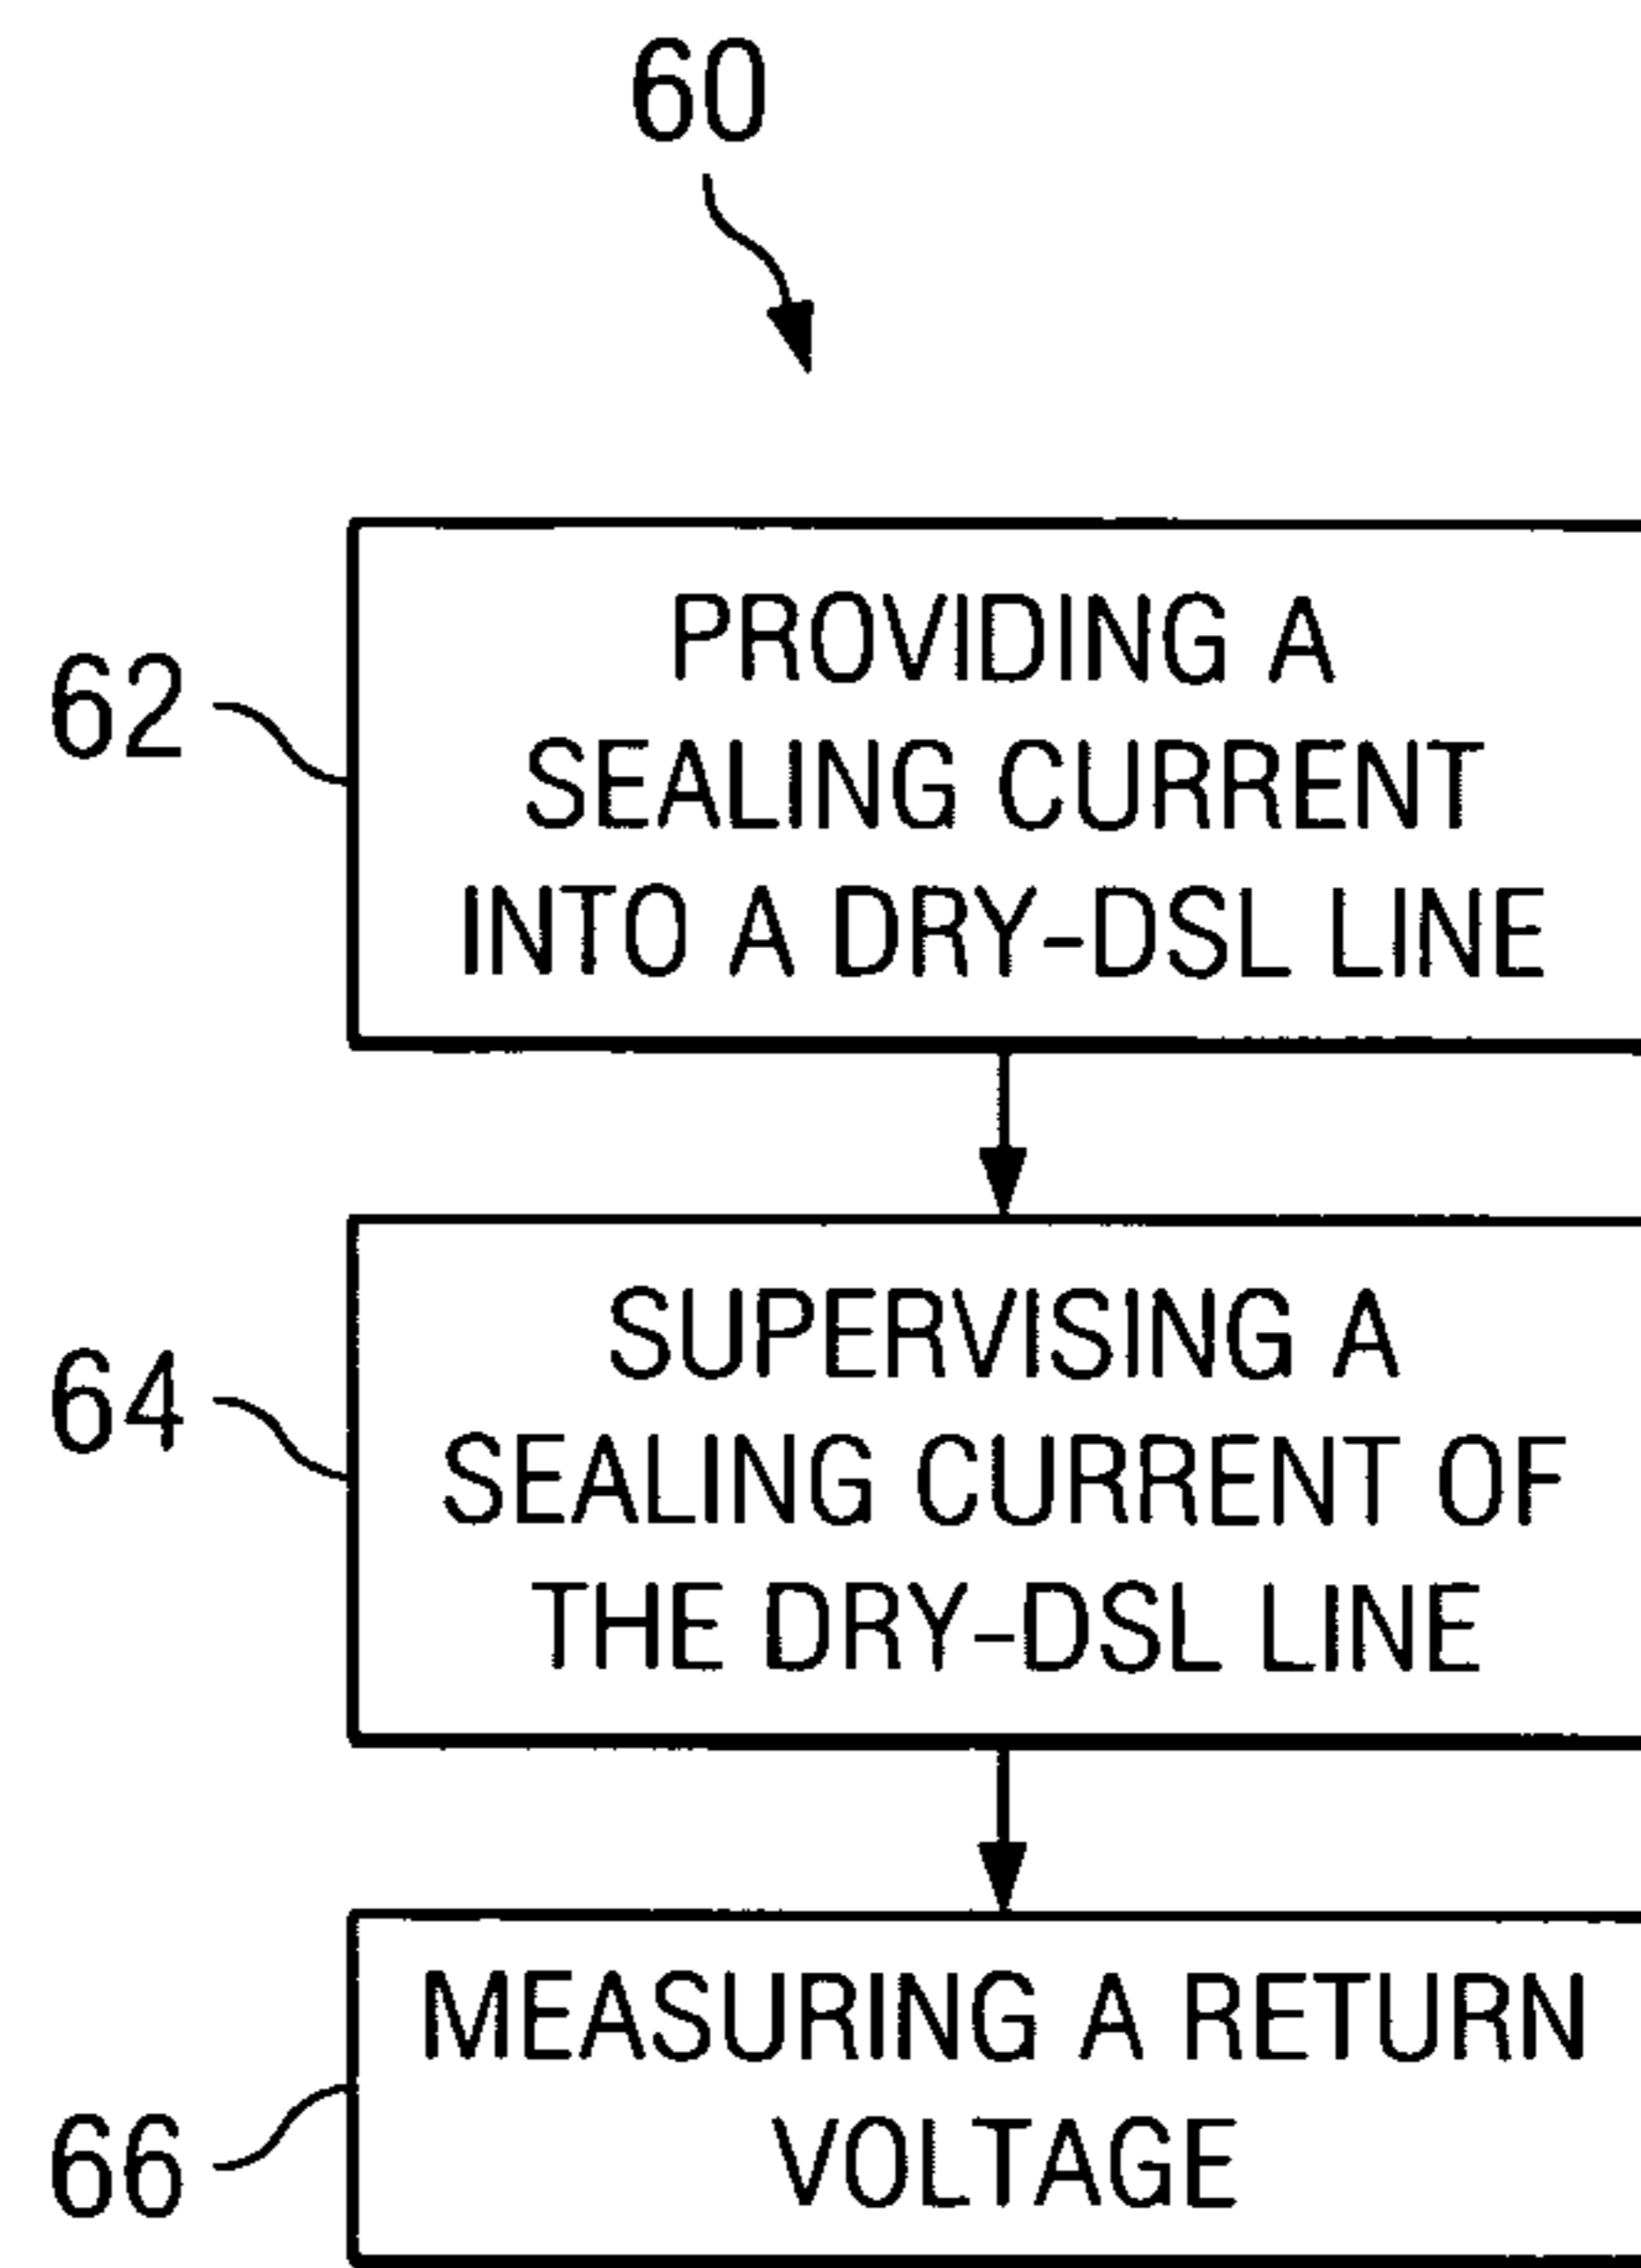 60
62
PROVIDING A
SEALING CURRENT
INTO A DRY-DSL LINE
64
SUPERVISING A
SEALING CURRENT OF
THE DRY-DSL LINE
66
MEASURING A RETURN
VOLTAGE